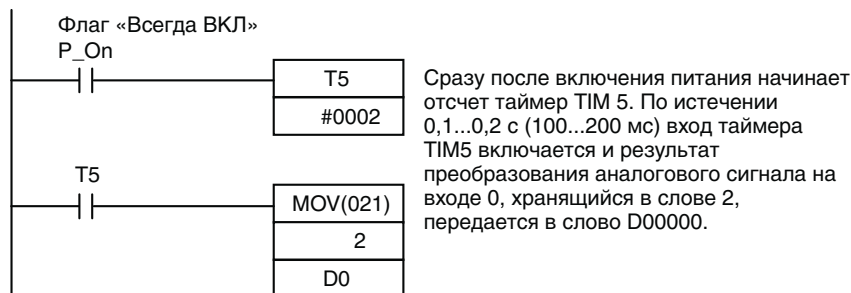 Флаг «Всегда ВКЛ»
P_On
T5
#0002
Сразу после включения питания начинает
отсчет таймер TIM 5. По истечении
0,1...0,2 с (100...200 мс) вход таймера
TIM5 включается и результат
преобразования аналогового сигнала на
входе 0, хранящийся в слове 2,
передается в слово D00000.
T5
MOV(021)
2
D0